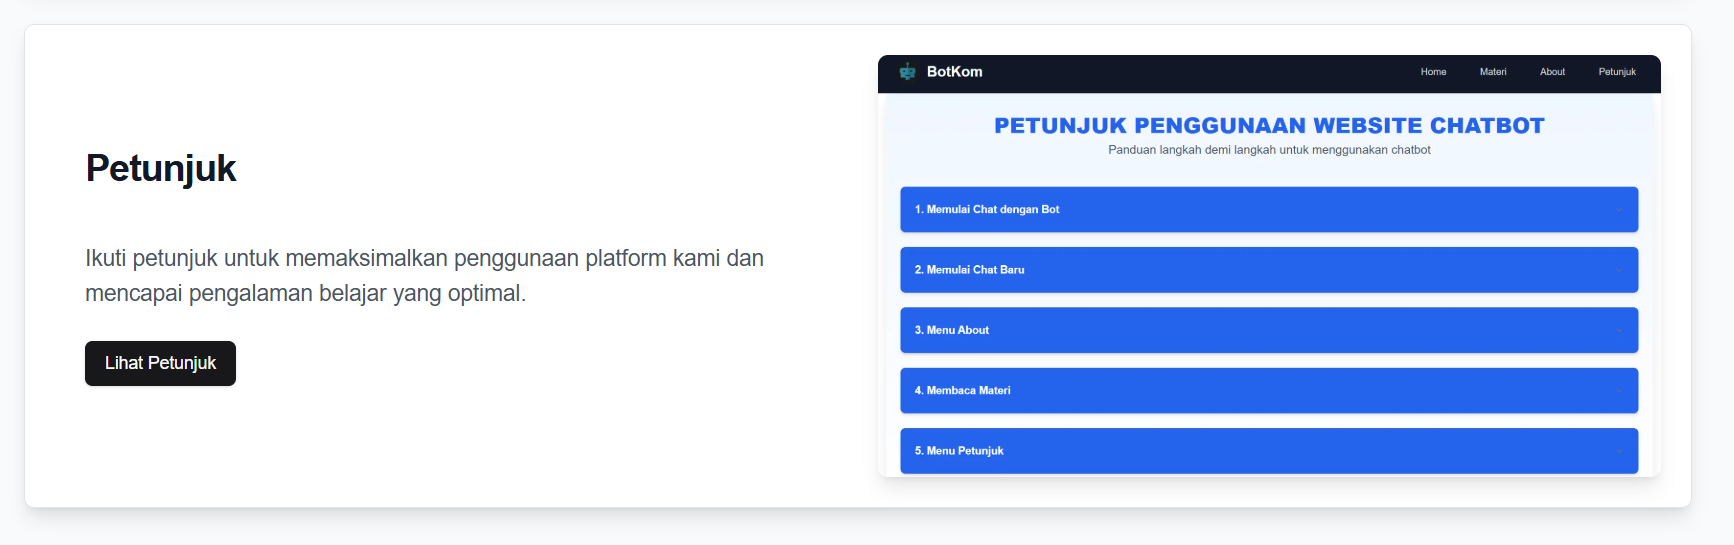 Petunjuk
Ikuti petunjuk untuk memaksimalkan penggunaan platform kami dan
mencapai pengalaman belajar yang optimal.
Lihat Petunjuk
BotKom
Home Materi About Petunjuk
PETUNJUK PENGGUNAAN WEBSITE CHATBOT
Panduan langkah demi langkah untuk menggunakan chatbot
1. Memulai Chat dengan Bot
2. Memulai Chat Baru
3. Menu About
4. Membaca Materi
5. Menu Petunjuk